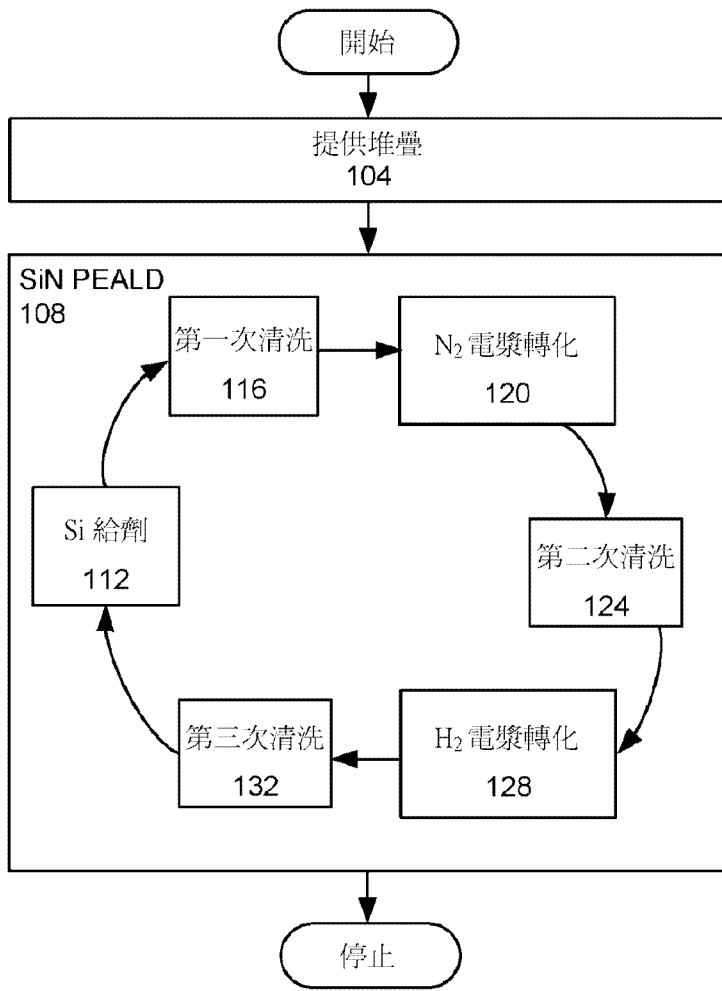 開始
提供堆疊
104
SiN PEALD
108
第一次清洗
116
N₂ 電漿轉化
120
Si 給劑
112
第二次清洗
124
第三次清洗
132
H₂ 電漿轉化
128
停止